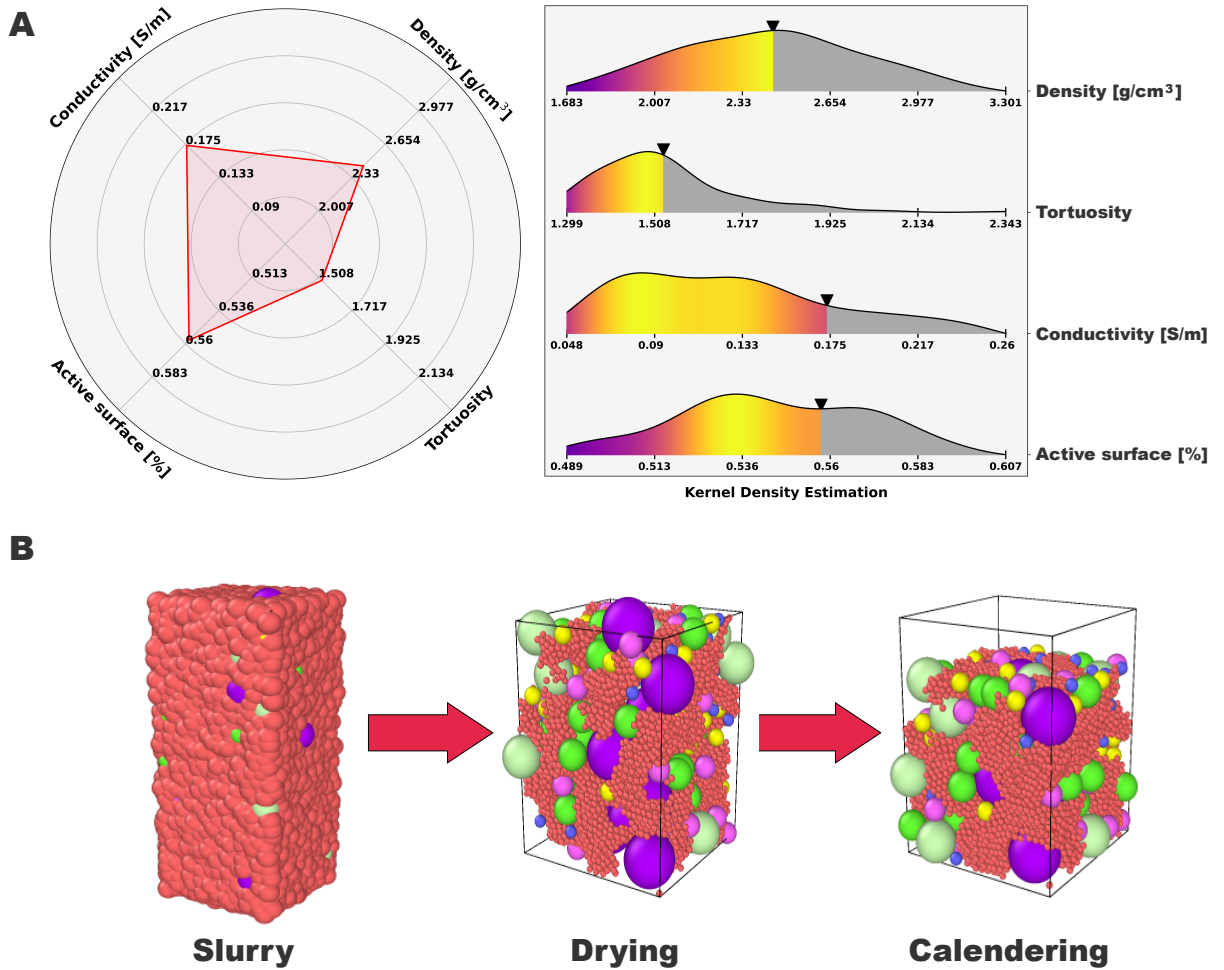 A
Conductivity [S/m]
Density [g/cm³]
0.217
2.977
0.175
2.654
0.133
2.33
0.09
2.007
0.513
1.508
0.536
1.717
0.56
1.925
0.583
2.134
Active surface [%]
Tortuosity
1.683 2.007 2.33 2.654 2.977 3.301
Density [g/cm³]
1.299 1.508 1.717 1.925 2.134 2.343
Tortuosity
0.048 0.09 0.133 0.175 0.217 0.26
Conductivity [S/m]
0.489 0.513 0.536 0.56 0.583 0.607
Active surface [%]
Kernel Density Estimation
B
Slurry
Drying
Calendering